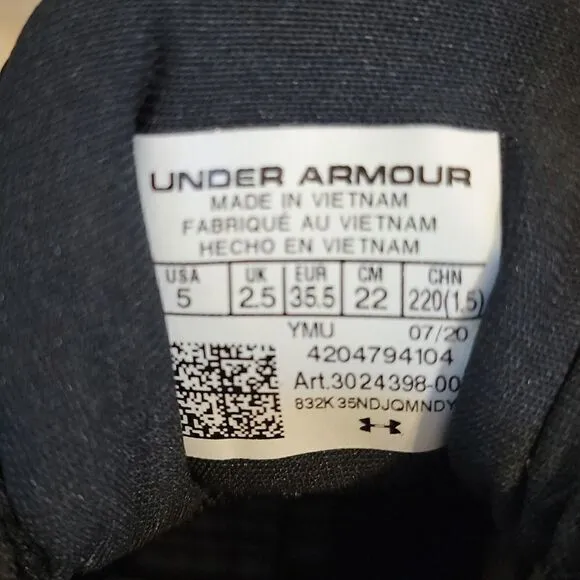 UNDER ARMOUR
MADE IN VIETNAM
FABRIQUÉ AU VIETNAM
HECHO EN VIETNAM
USA UK EUR CM CHN
5 2.5 35.5 22 220(1.5)
YMU 07/20
4204794104
Art.3024398-00
832K35NDJQMNDY